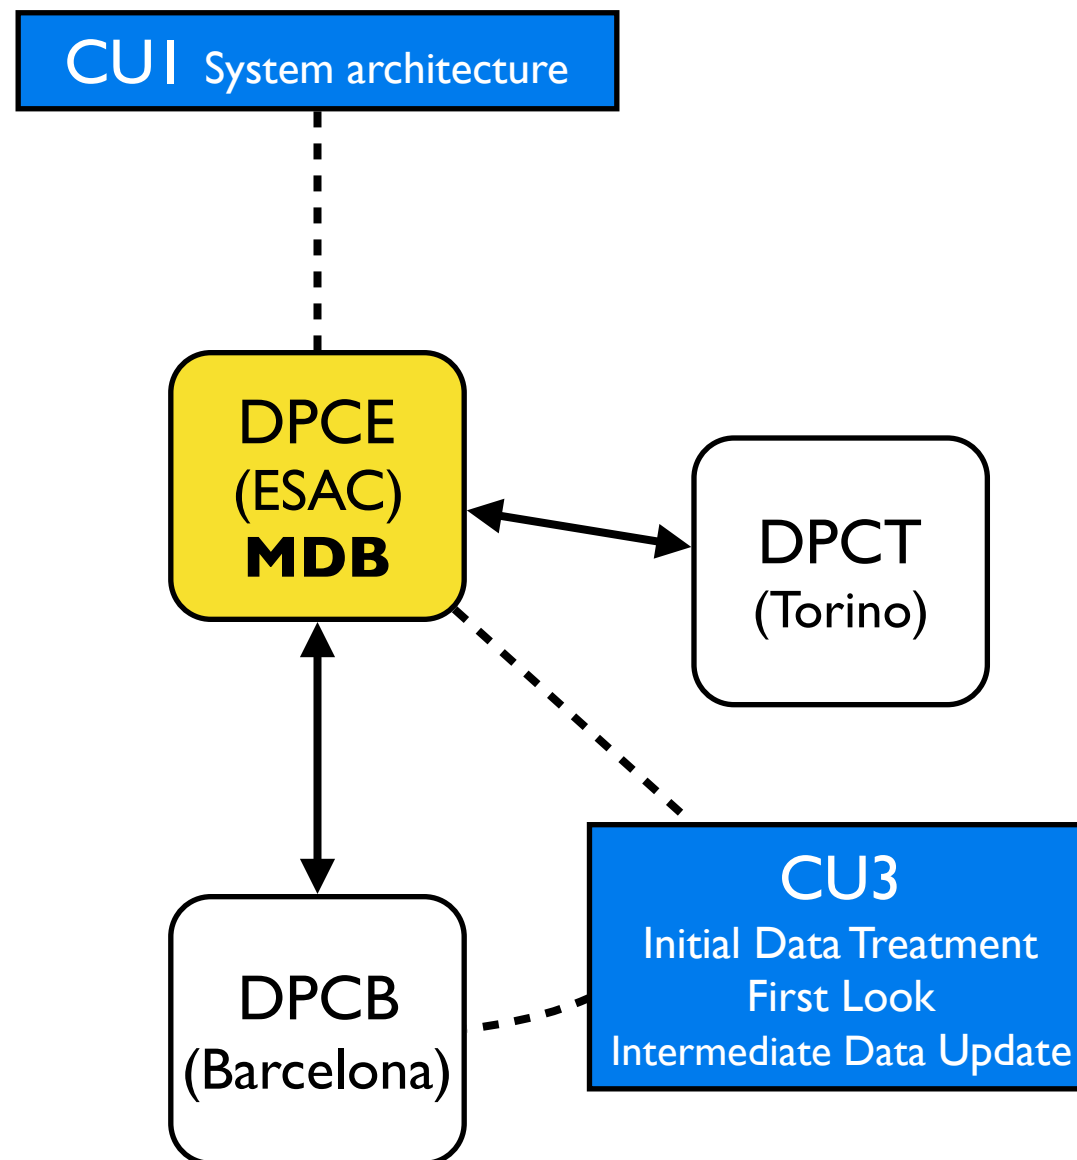 CU1 System architecture
DPCE
(ESAC)
MDB
DPCT
(Torino)
CU3
Initial Data Treatment
First Look
Intermediate Data Update
DPCB
(Barcelona)